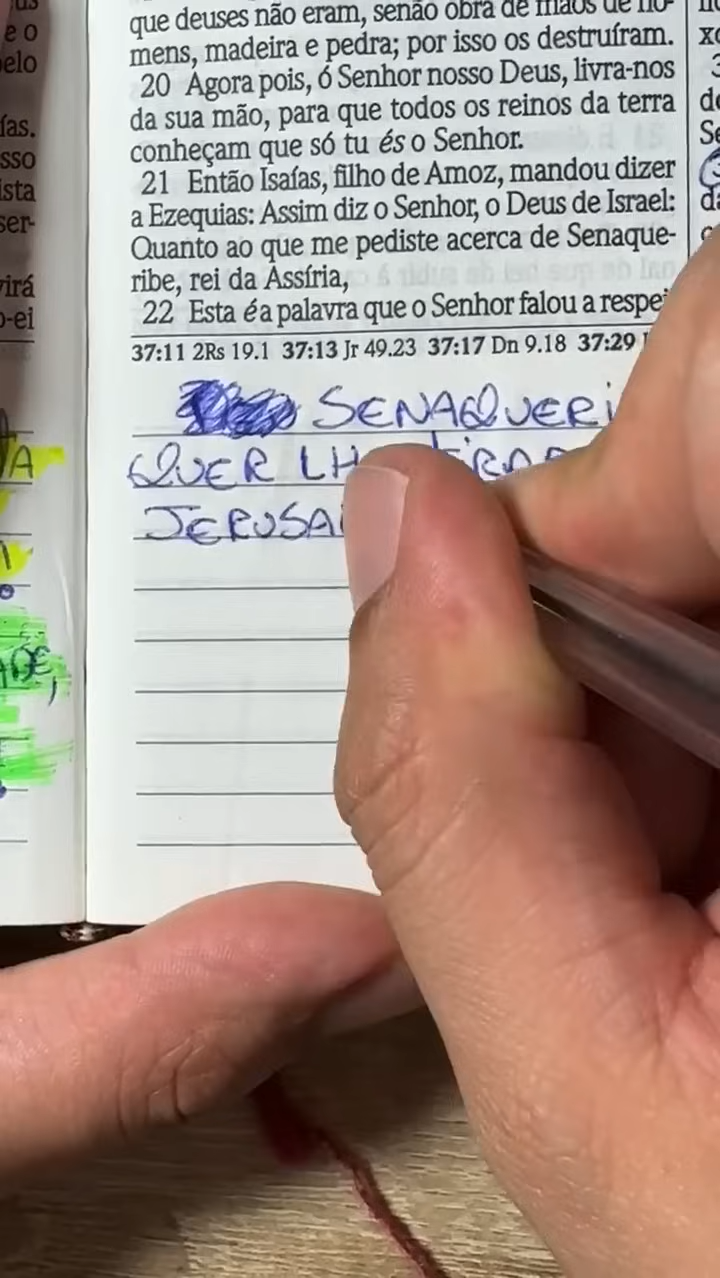 que deuses não eram, senão obra de mãos de ho-
mens, madeira e pedra; por isso os destruíram.
20 Agora pois, ó Senhor nosso Deus, livra-nos
da sua mão, para que todos os reinos da terra
conheçam que só tu és o Senhor.
21 Então Isaías, filho de Amoz, mandou dizer
a Ezequias: Assim diz o Senhor, o Deus de Israel:
Quanto ao que me pediste acerca de Senaque-
ribe, rei da Assíria,
22 Esta é a palavra que o Senhor falou a respei
37:11 2Rs 19.1 37:13 Jr 49.23 37:17 Dn 9.18 37:29
SENAQUERI
QUER LH
JERUSA